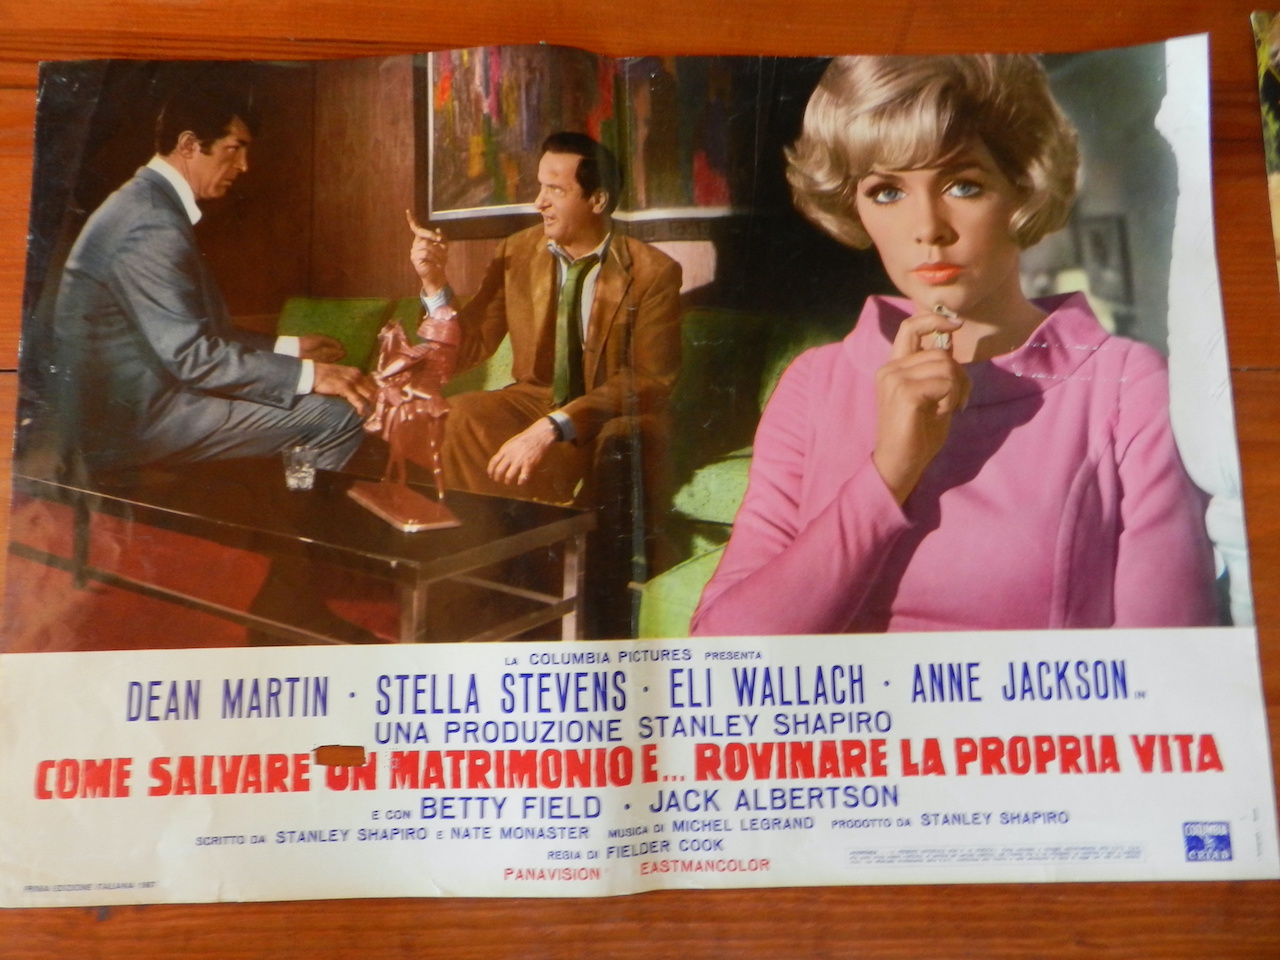 LA COLUMBIA PICTURES PRESENTA
DEAN MARTIN · STELLA STEVENS · ELI WALLACH · ANNE JACKSON IN
UNA PRODUZIONE STANLEY SHAPIRO
COME SALVARE UN MATRIMONIO E... ROVINARE LA PROPRIA VITA
E CON BETTY FIELD · JACK ALBERTSON
SCRITTO DA STANLEY SHAPIRO E NATE MONASTER MUSICA DI MICHEL LEGRAND PRODOTTO DA STANLEY SHAPIRO
REGIA DI FIELDER COOK
PANAVISION EASTMANCOLOR
COLUMBIA
CEIAD
PRIMA EDIZIONE ITALIANA 1967